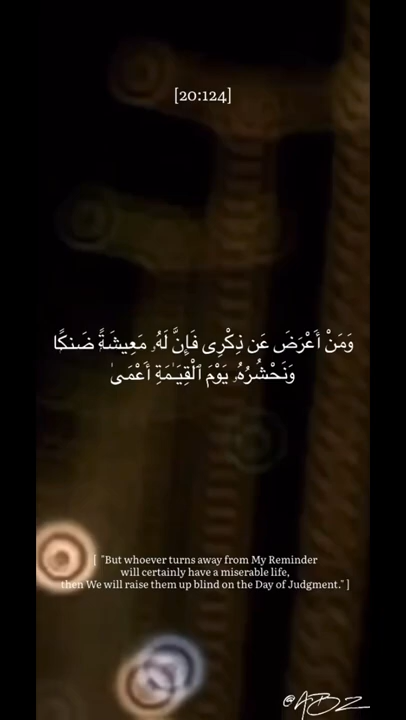 [20:124]
وَمَنْ أَعْرَضَ عَن ذِكْرِى فَإِنَّ لَهُۥ مَعِيشَةًۭ ضَنكًۭا
وَنَحْشُرُهُۥ يَوْمَ ٱلْقِيَـٰمَةِ أَعْمَىٰ
[ "But whoever turns away from My Reminder
will certainly have a miserable life,
then We will raise them up blind on the Day of Judgment." ]
@ABZ